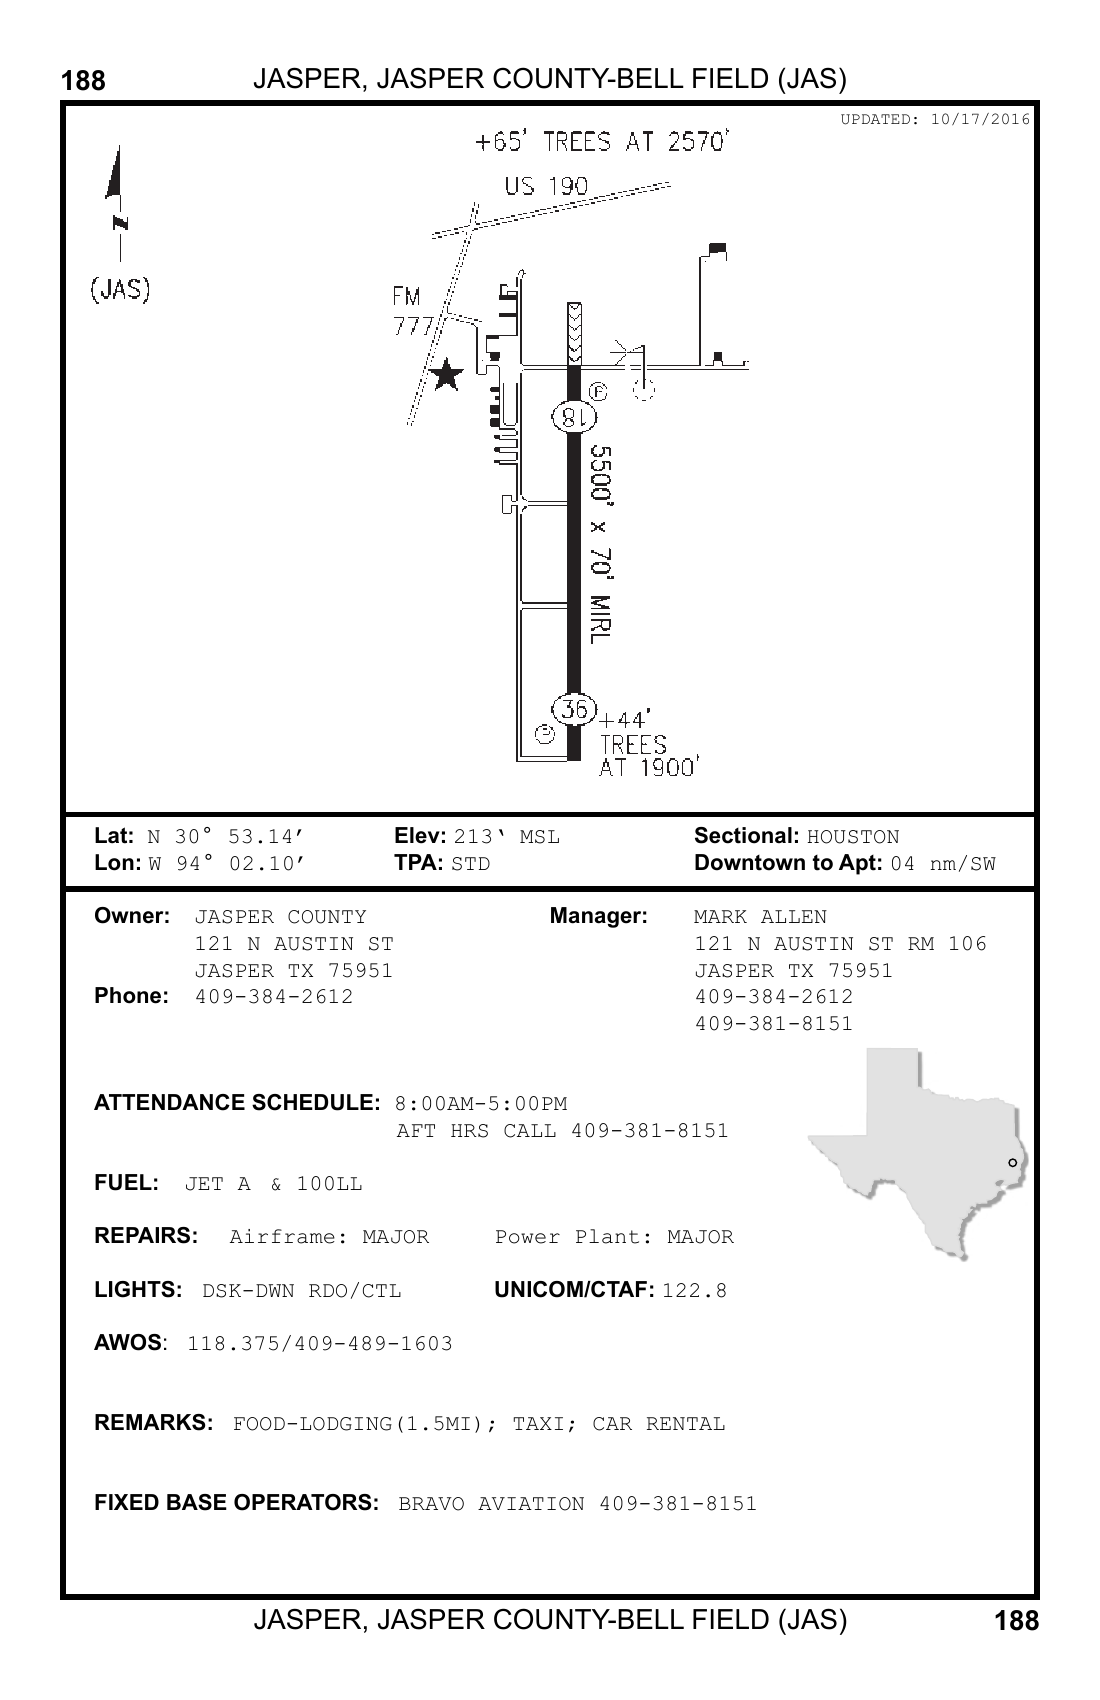 188 JASPER, JASPER COUNTY-BELL FIELD (JAS)
UPDATED: 10/17/2016
+65' TREES AT 2570'
US 190
N
(JAS)
FM
777
P
18
5500' x 70' MIRL
36
P
+44'
TREES
AT 1900'
Lat: N 30° 53.14’ Elev: 213‘ MSL Sectional: HOUSTON
Lon: W 94° 02.10’ TPA: STD Downtown to Apt: 04 nm/SW
Owner: JASPER COUNTY Manager: MARK ALLEN
121 N AUSTIN ST 121 N AUSTIN ST RM 106
JASPER TX 75951 JASPER TX 75951
Phone: 409-384-2612 409-384-2612
409-381-8151
ATTENDANCE SCHEDULE: 8:00AM-5:00PM
AFT HRS CALL 409-381-8151
FUEL: JET A & 100LL
REPAIRS: Airframe: MAJOR Power Plant: MAJOR
LIGHTS: DSK-DWN RDO/CTL UNICOM/CTAF: 122.8
AWOS: 118.375/409-489-1603
REMARKS: FOOD-LODGING(1.5MI); TAXI; CAR RENTAL
FIXED BASE OPERATORS: BRAVO AVIATION 409-381-8151
JASPER, JASPER COUNTY-BELL FIELD (JAS) 188